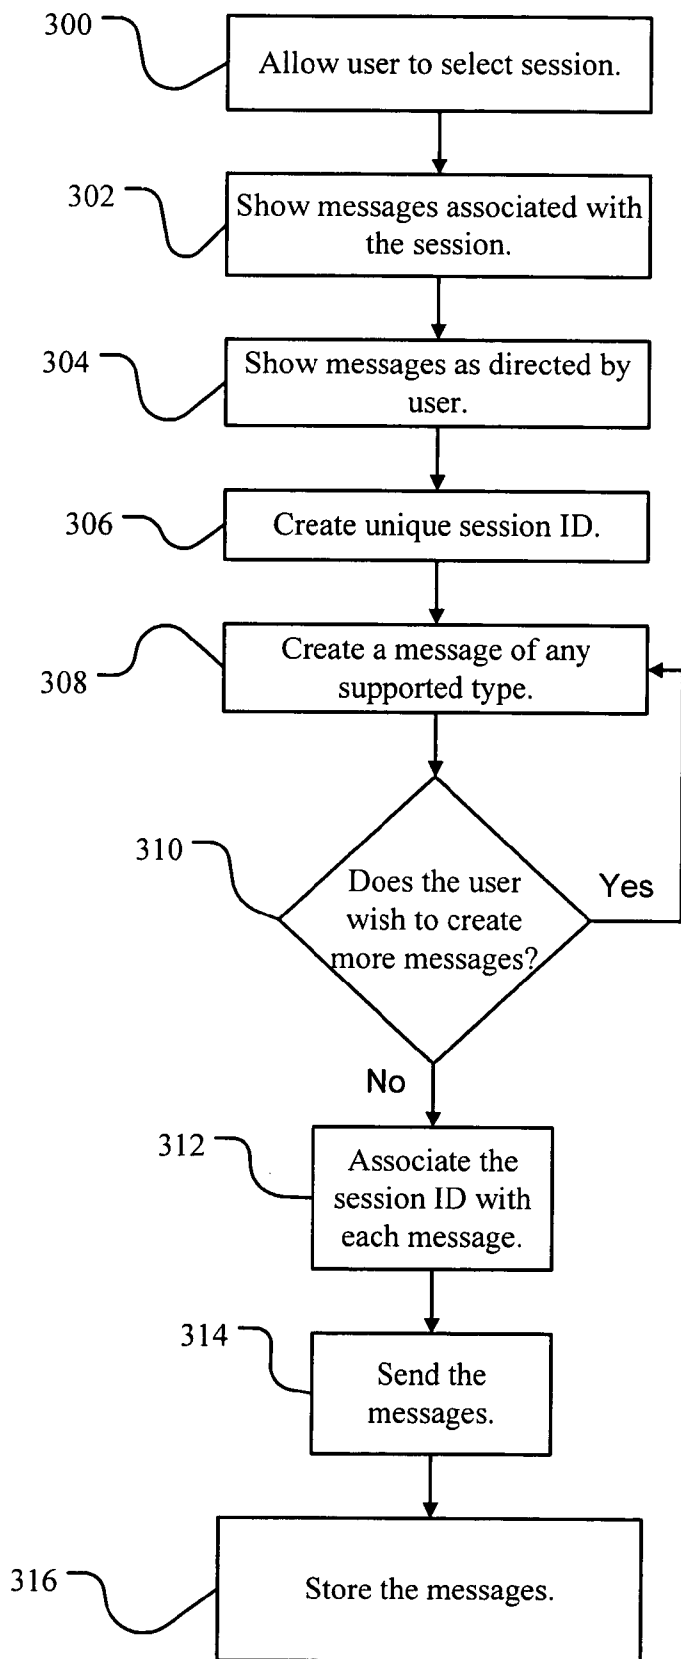 300
Allow user to select session.
302
Show messages associated with
the session.
304
Show messages as directed by
user.
306
Create unique session ID.
308
Create a message of any
supported type.
310
Does the user
wish to create
more messages?
Yes
No
312
Associate the
session ID with
each message.
314
Send the
messages.
316
Store the messages.